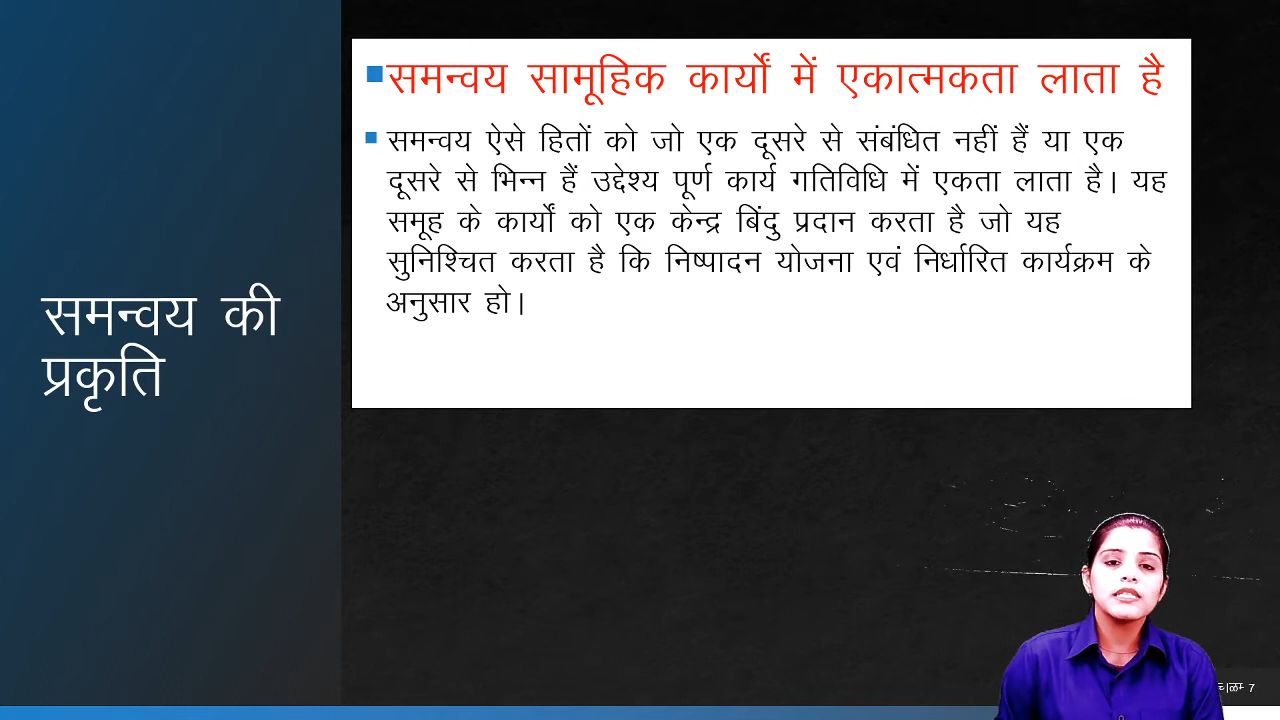 समन्वय की
प्रकृति
समन्वय सामूहिक कार्यों में एकात्मकता लाता है
समन्वय ऐसे हितों को जो एक दूसरे से संबंधित नहीं हैं या एक
दूसरे से भिन्न हैं उद्देश्य पूर्ण कार्य गतिविधि में एकता लाता है। यह
समूह के कार्यों को एक केन्द्र बिंदु प्रदान करता है जो यह
सुनिश्चित करता है कि निष्पादन योजना एवं निर्धारित कार्यक्रम के
अनुसार हो।
7